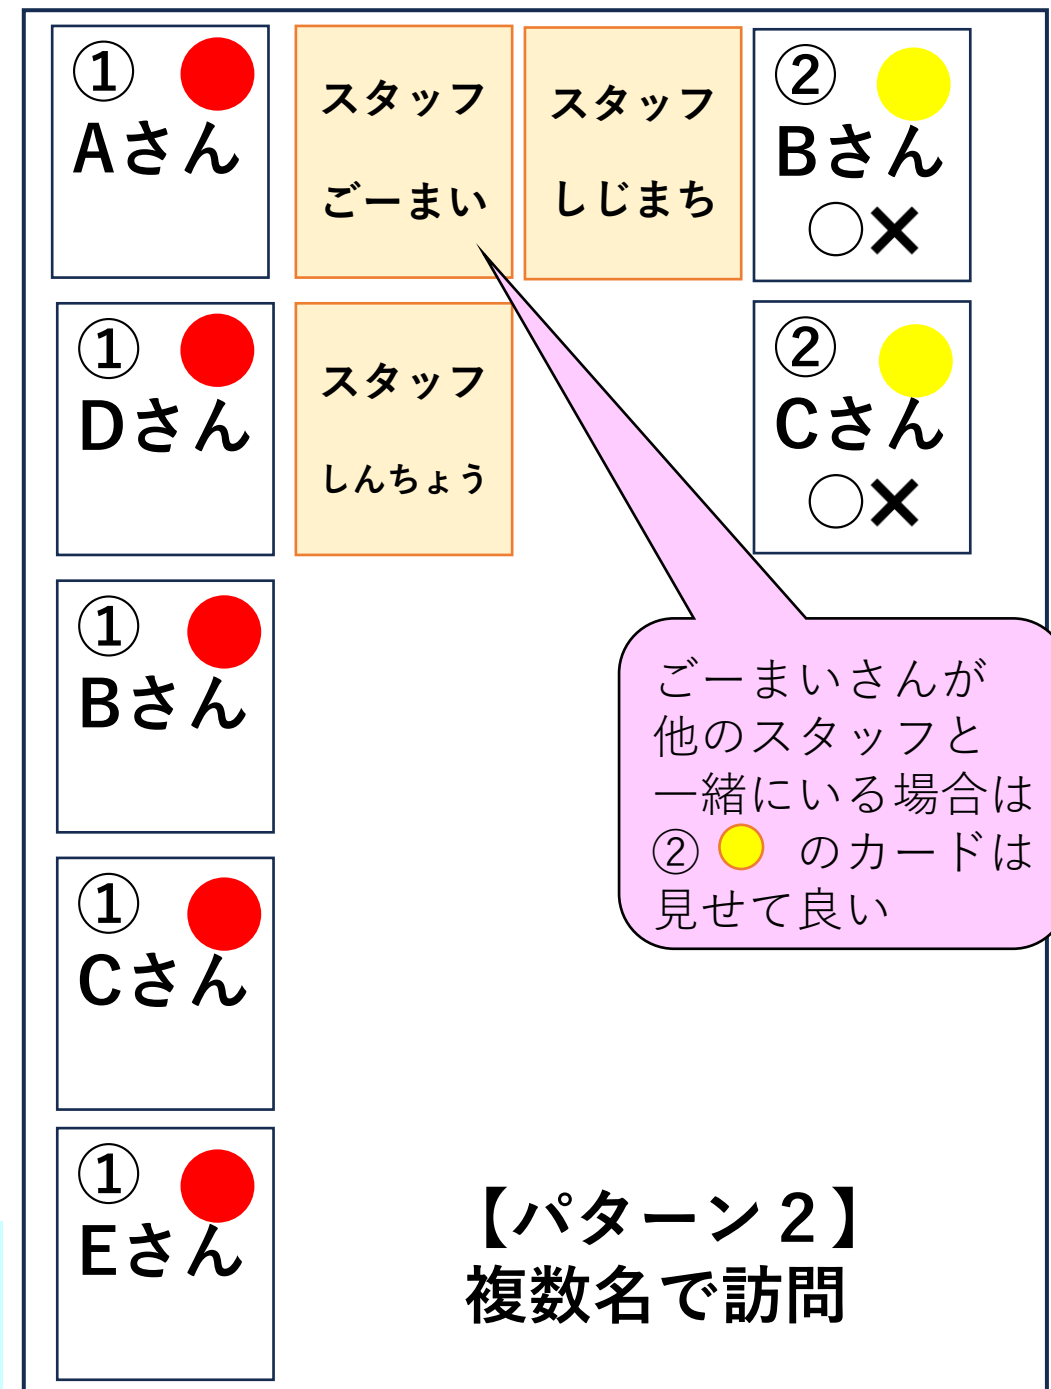 ①
Aさん
スタッフ
ごーまい
スタッフ
しじまち
②
Bさん
○×
①
Dさん
スタッフ
しんちょう
②
Cさん
○×
①
Bさん
ごーまいさんが
他のスタッフと
一緒にいる場合は
② のカードは
見せて良い
①
Cさん
①
Eさん
【パターン２】
複数名で訪問